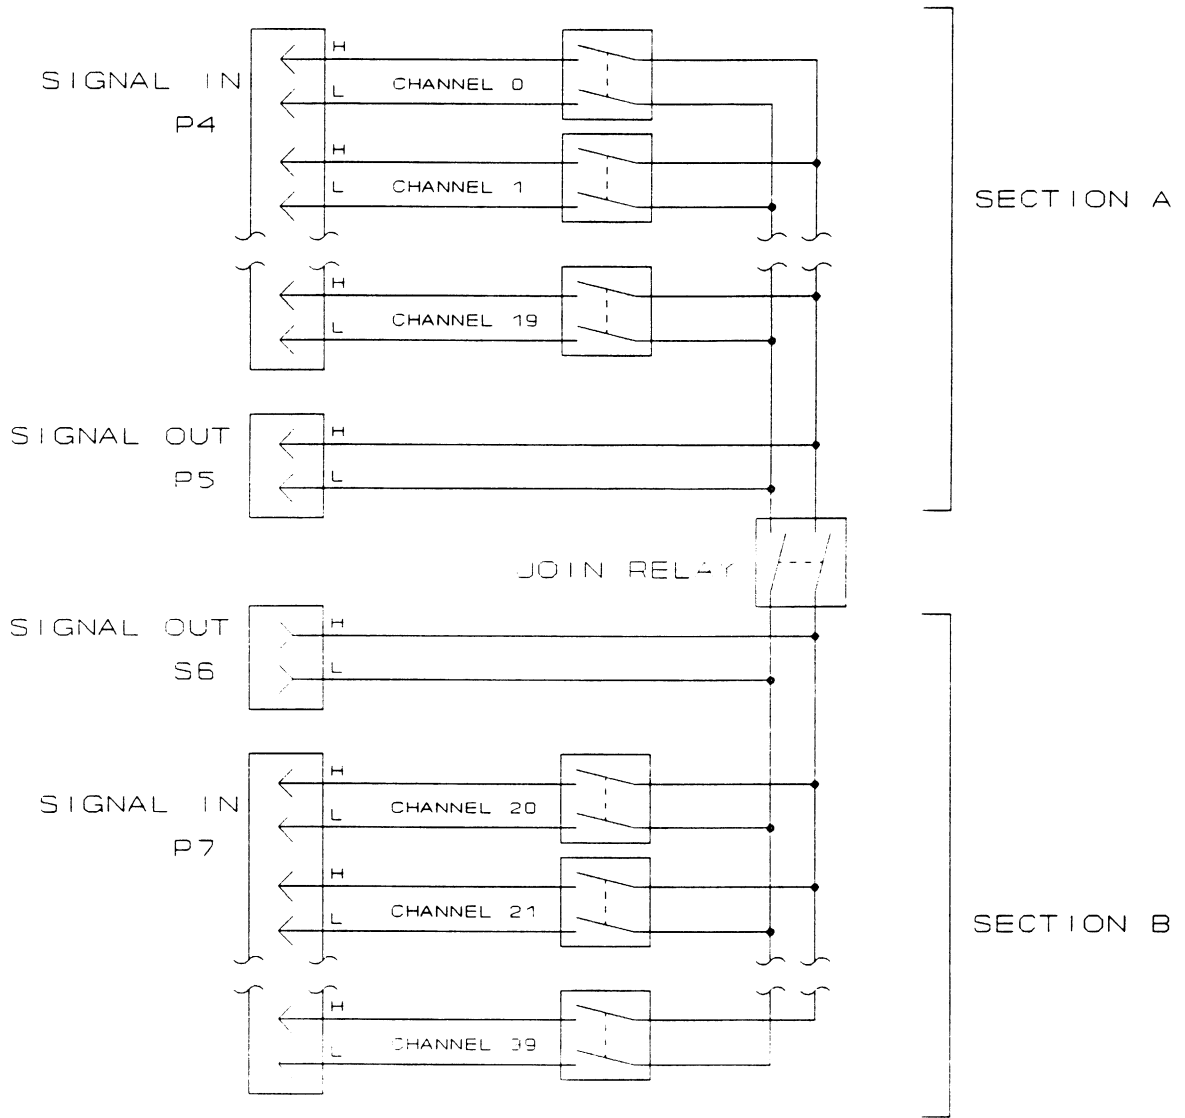 SIGNAL IN
P4
H
CHANNEL 0
L
H
CHANNEL 1
L
SECTION A
H
CHANNEL 19
L
SIGNAL OUT
P5
H
L
JOIN RELAY
SIGNAL OUT
S6
H
L
SIGNAL IN
P7
H
CHANNEL 20
L
H
CHANNEL 21
L
SECTION B
H
CHANNEL 39
L